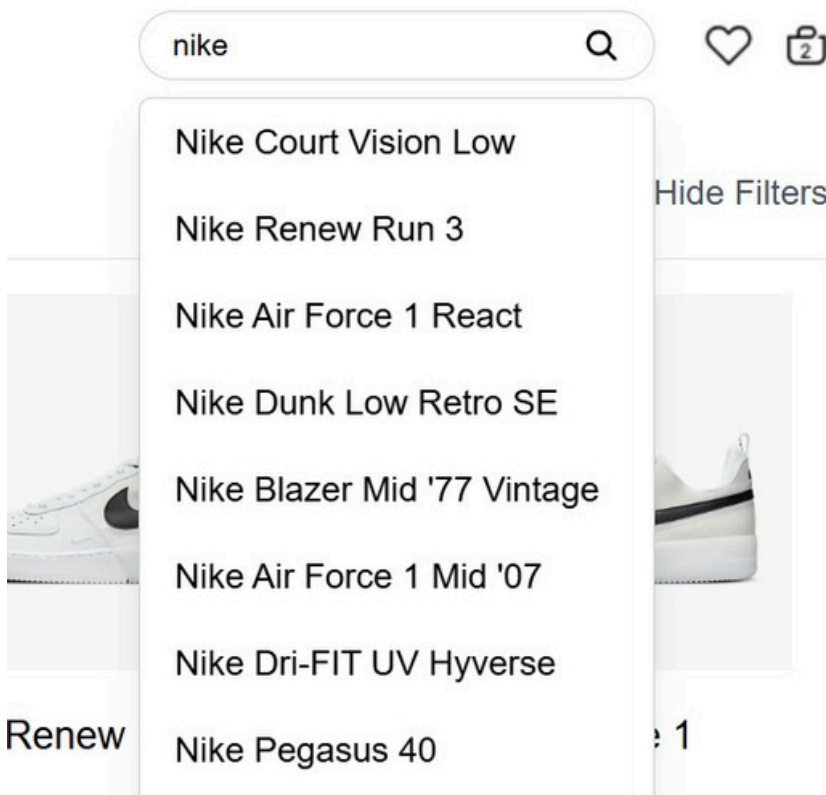 nike
2
Nike Court Vision Low
Hide Filters
Nike Renew Run 3
Nike Air Force 1 React
Nike Dunk Low Retro SE
Nike Blazer Mid '77 Vintage
Nike Air Force 1 Mid '07
Nike Dri-FIT UV Hyverse
Renew
1
Nike Pegasus 40